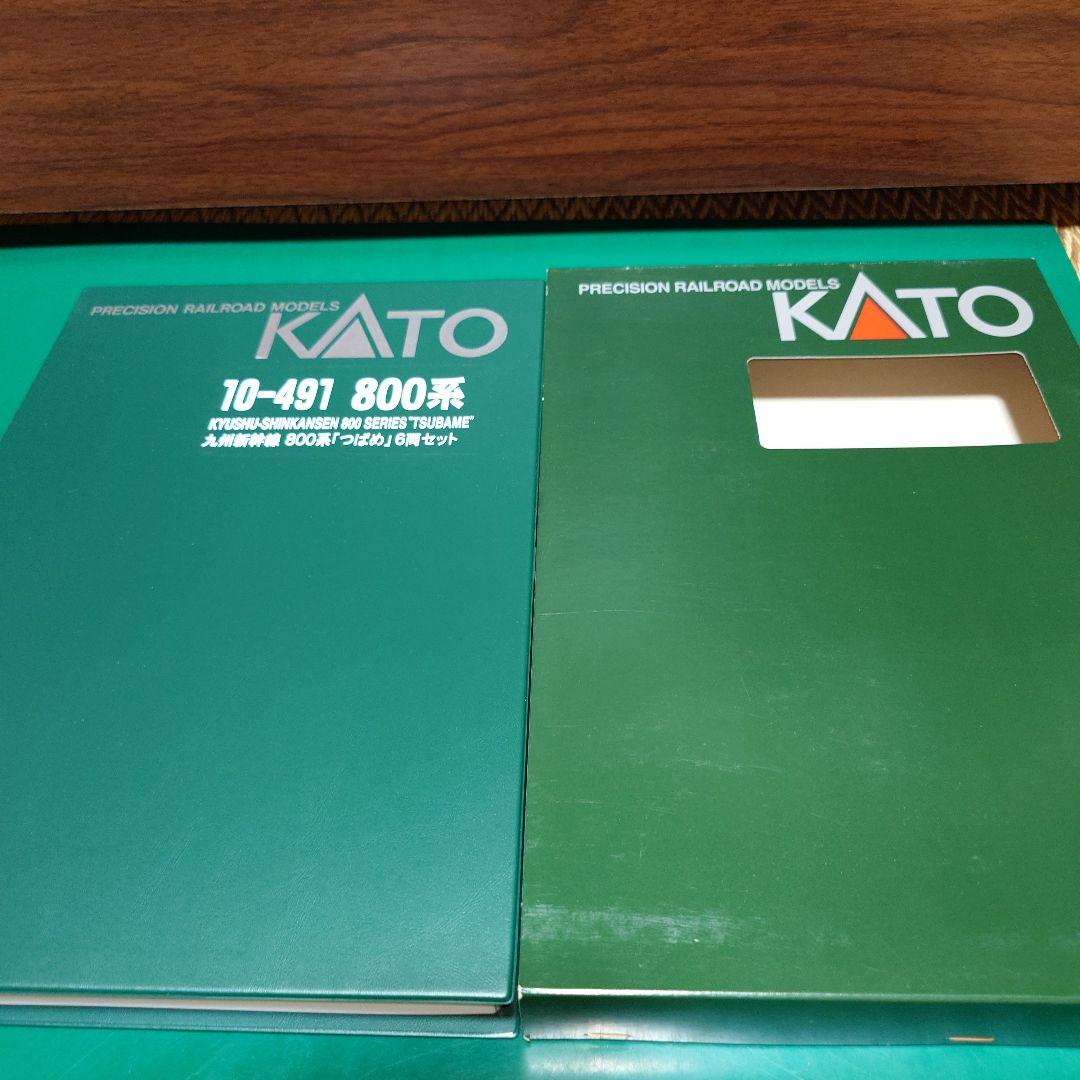 PRECISION RAILROAD MODELS
KATO
10-491 800系
KYUSHU-SHINKANSEN 800 SERIES "TSUBAME"
九州新幹線 800系「つばめ」6両セット
PRECISION RAILROAD MODELS
KATO